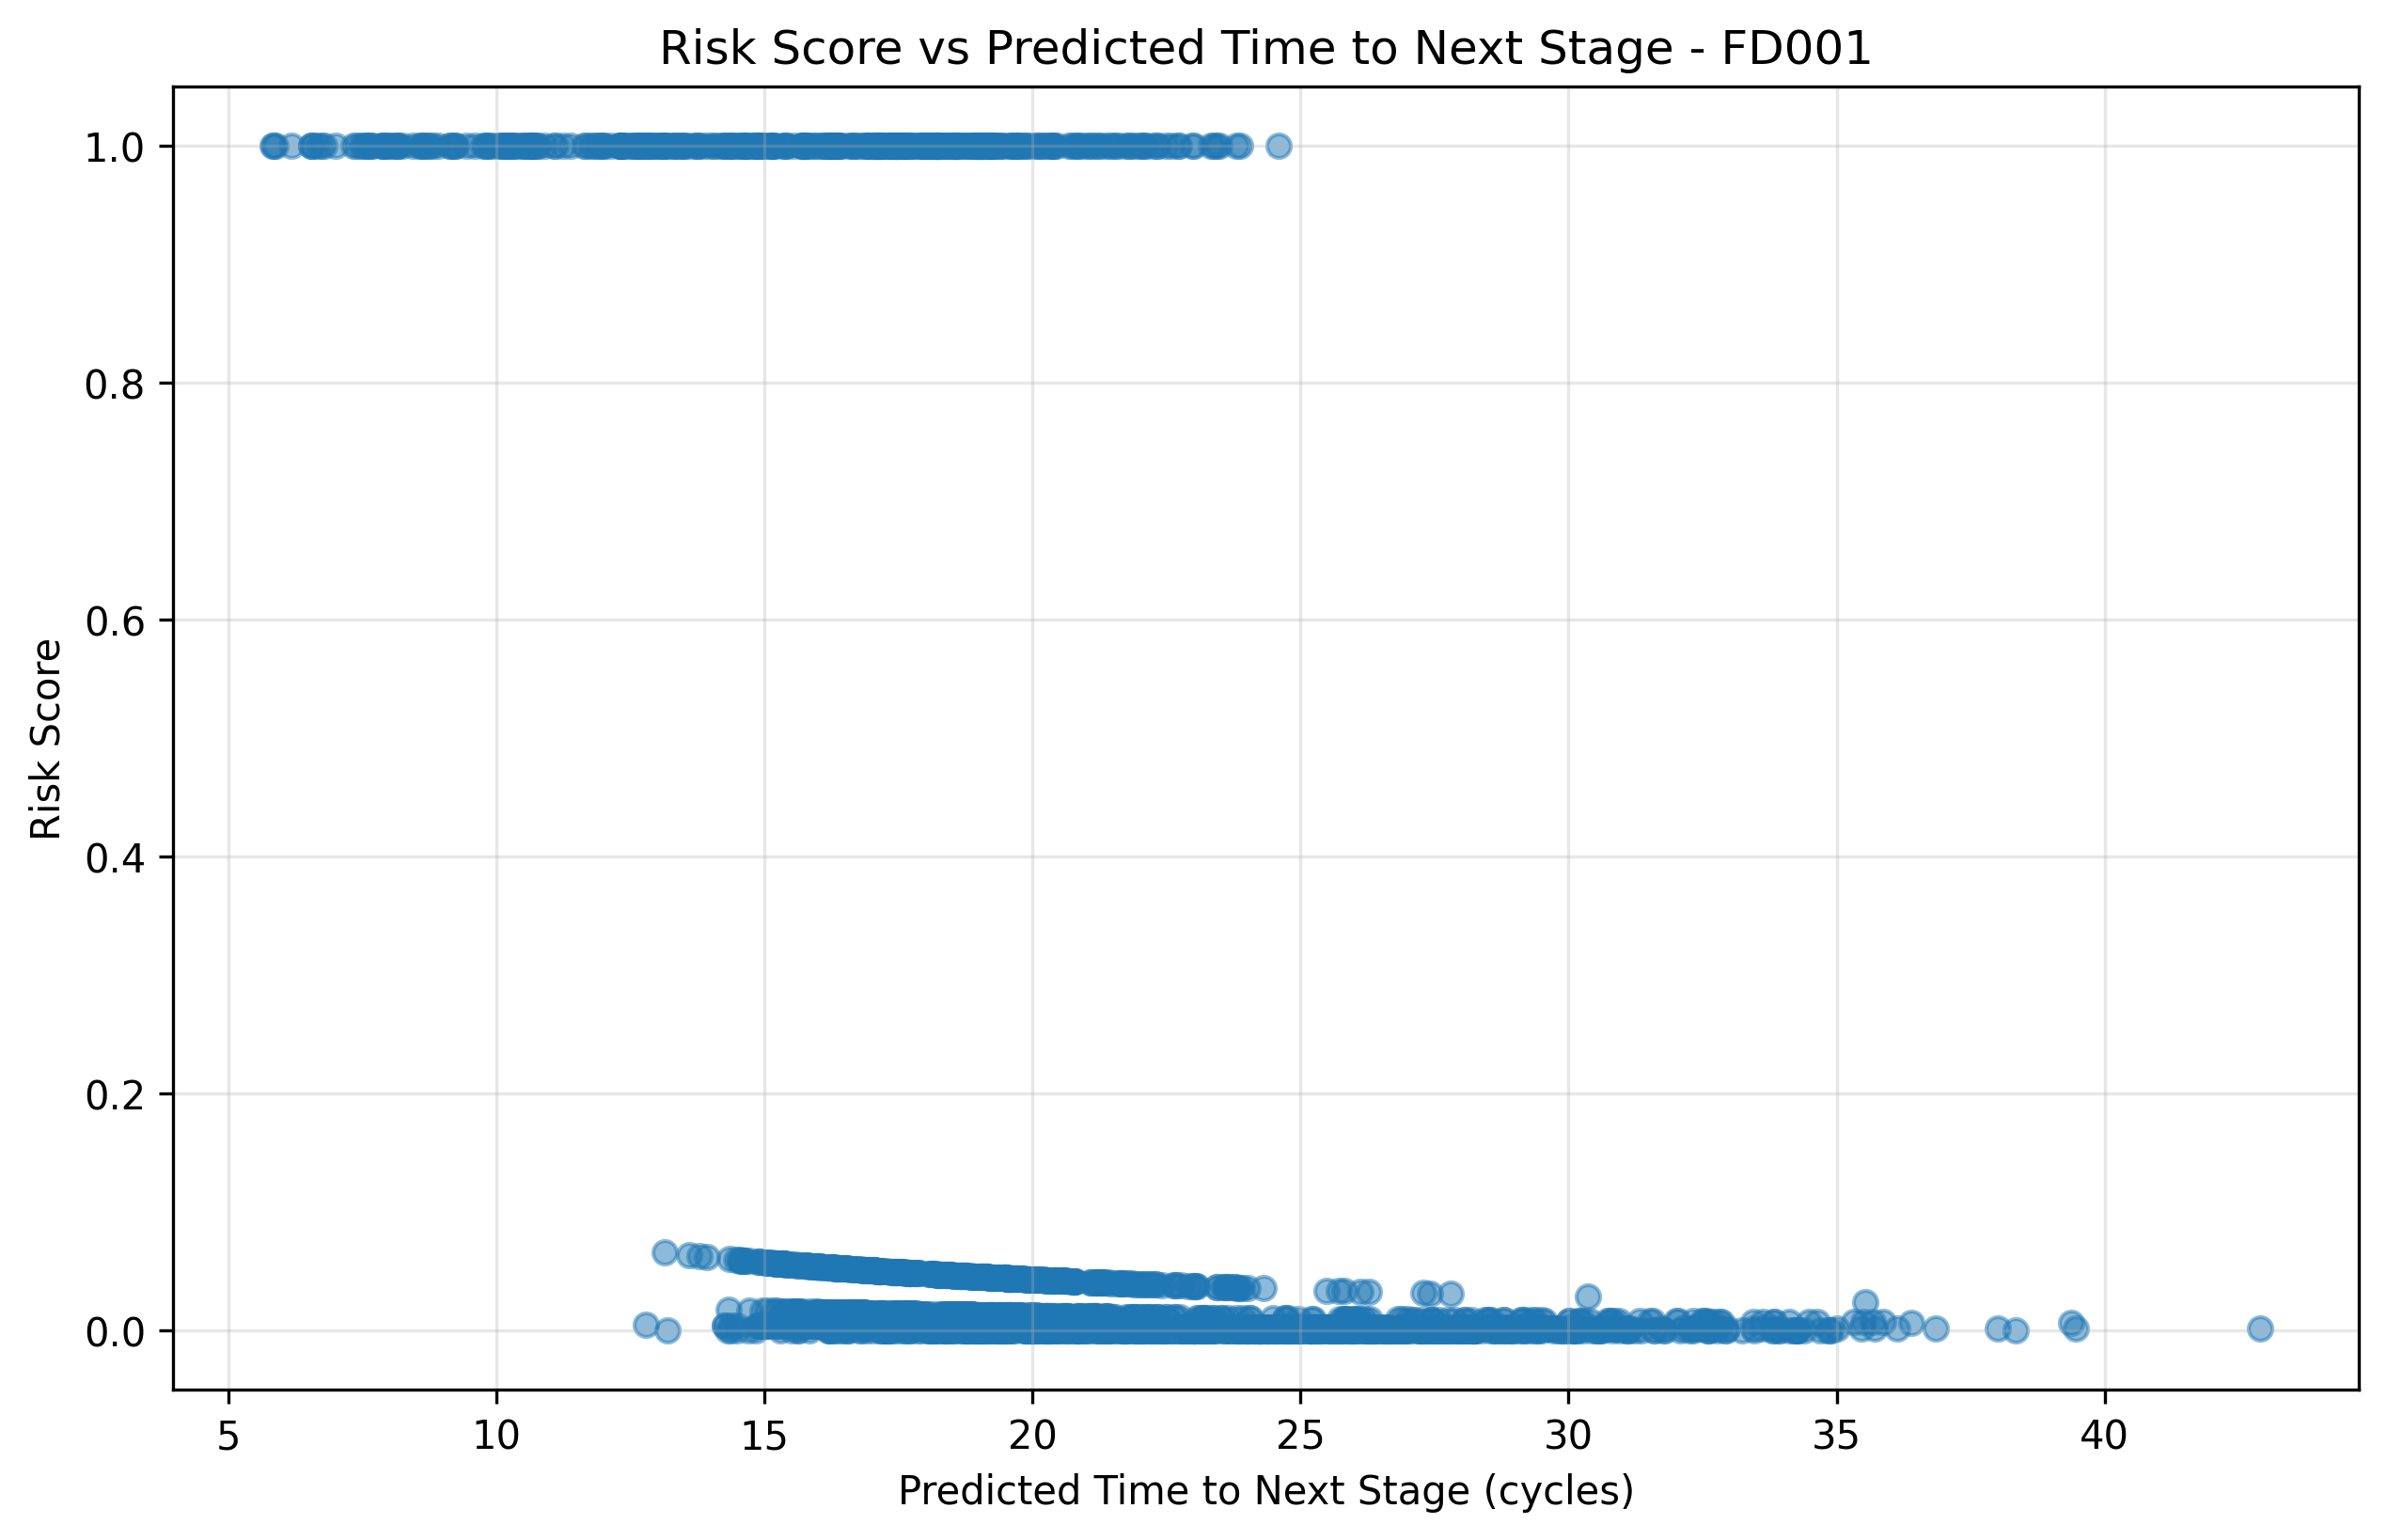 Risk Score vs Predicted Time to Next Stage - FD001
1.0
0.8
0.6
0.4
0.2
0.0
Risk Score
5 10 15 20 25 30 35 40
Predicted Time to Next Stage (cycles)